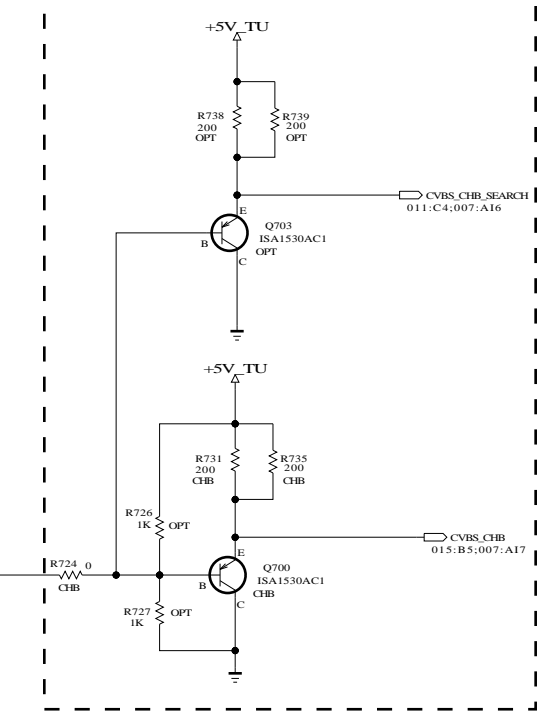 +5V_TU
R738
200
OPT
R739
200
OPT
CVBS_CHB_SEARCH
011:C4;007:AI6
E
Q703
B
ISA1530AC1
OPT
C
+5V_TU
R731
200
CHB
R735
200
CHB
R726
1K
OPT
CVBS_CHB
015:B5;007:AI7
E
R724
0
Q700
ISA1530AC1
B
CHB
CHB
C
R727
1K
OPT